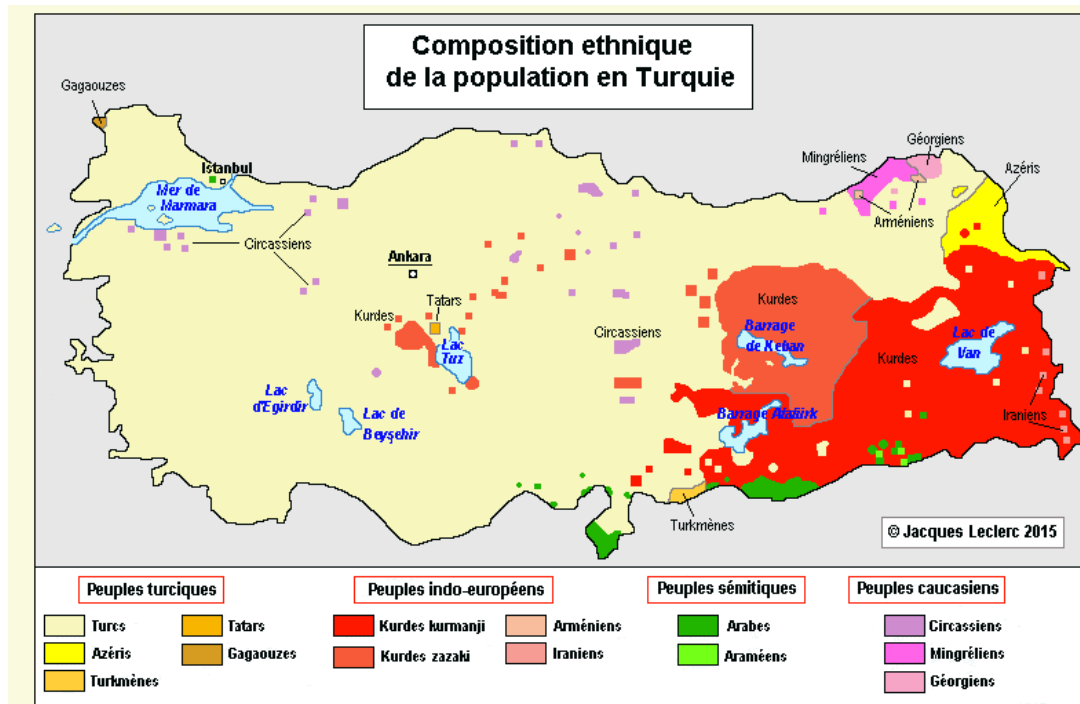 Composition ethnique
de la population en Turquie
Gagaouzes
Istanbul
Mer de
Marmara
Circassiens
Ankara
Kurdes
Tatars
Lac
Tuz
Lac
d'Egirdir
Lac de
Beyşehir
Circassiens
Mingréliens
Géorgiens
Azéris
Arméniens
Kurdes
Barrage
de Keban
Kurdes
Lac de
Van
Barrage Atatürk
Iraniens
Turkmènes
© Jacques Leclerc 2015
Peuples turciques
Turcs
Tatars
Azéris
Gagaouzes
Turkmènes
Peuples indo-européens
Kurdes kurmanji
Arméniens
Kurdes zazaki
Iraniens
Peuples sémitiques
Arabes
Araméens
Peuples caucasiens
Circassiens
Mingréliens
Géorgiens